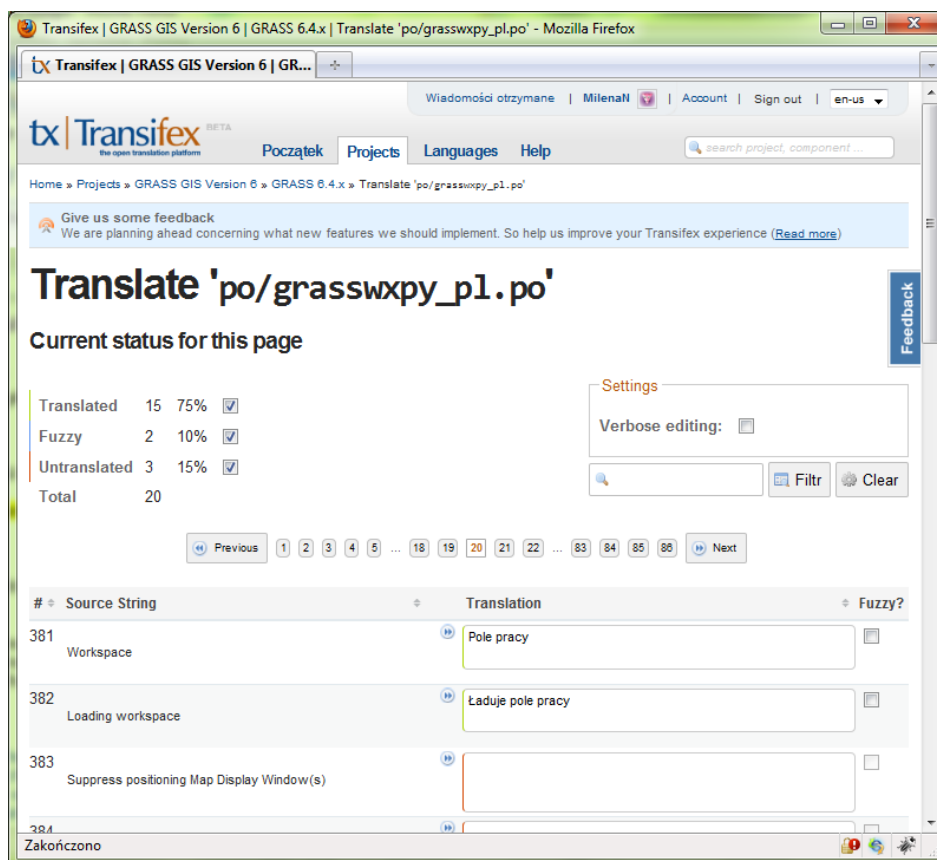 Transifex | GRASS GIS Version 6 | GRASS 6.4.x | Translate 'po/grasswxpy_pl.po' - Mozilla Firefox
tx Transifex | GRASS GIS Version 6 | GR...
Wiadomości otrzymane | MilenaN | Account | Sign out | en-us
tx | Transifex BETA
the open translation platform
Początek Projects Languages Help
search project, component ...
Home » Projects » GRASS GIS Version 6 » GRASS 6.4.x » Translate 'po/grasswxpy_pl.po'
Give us some feedback
We are planning ahead concerning what new features we should implement. So help us improve your Transifex experience (Read more)
Translate 'po/grasswxpy_pl.po'
Feedback
Current status for this page
Settings
Translated 15 75%
Verbose editing:
Fuzzy 2 10%
Untranslated 3 15%
Filtr Clear
Total 20
Previous 1 2 3 4 5 ... 18 19 20 21 22 ... 83 84 85 86 Next
# Source String Translation Fuzzy?
381 Pole pracy
Workspace
382 Ładuje pole pracy
Loading workspace
383
Suppress positioning Map Display Window(s)
384
Zakończono